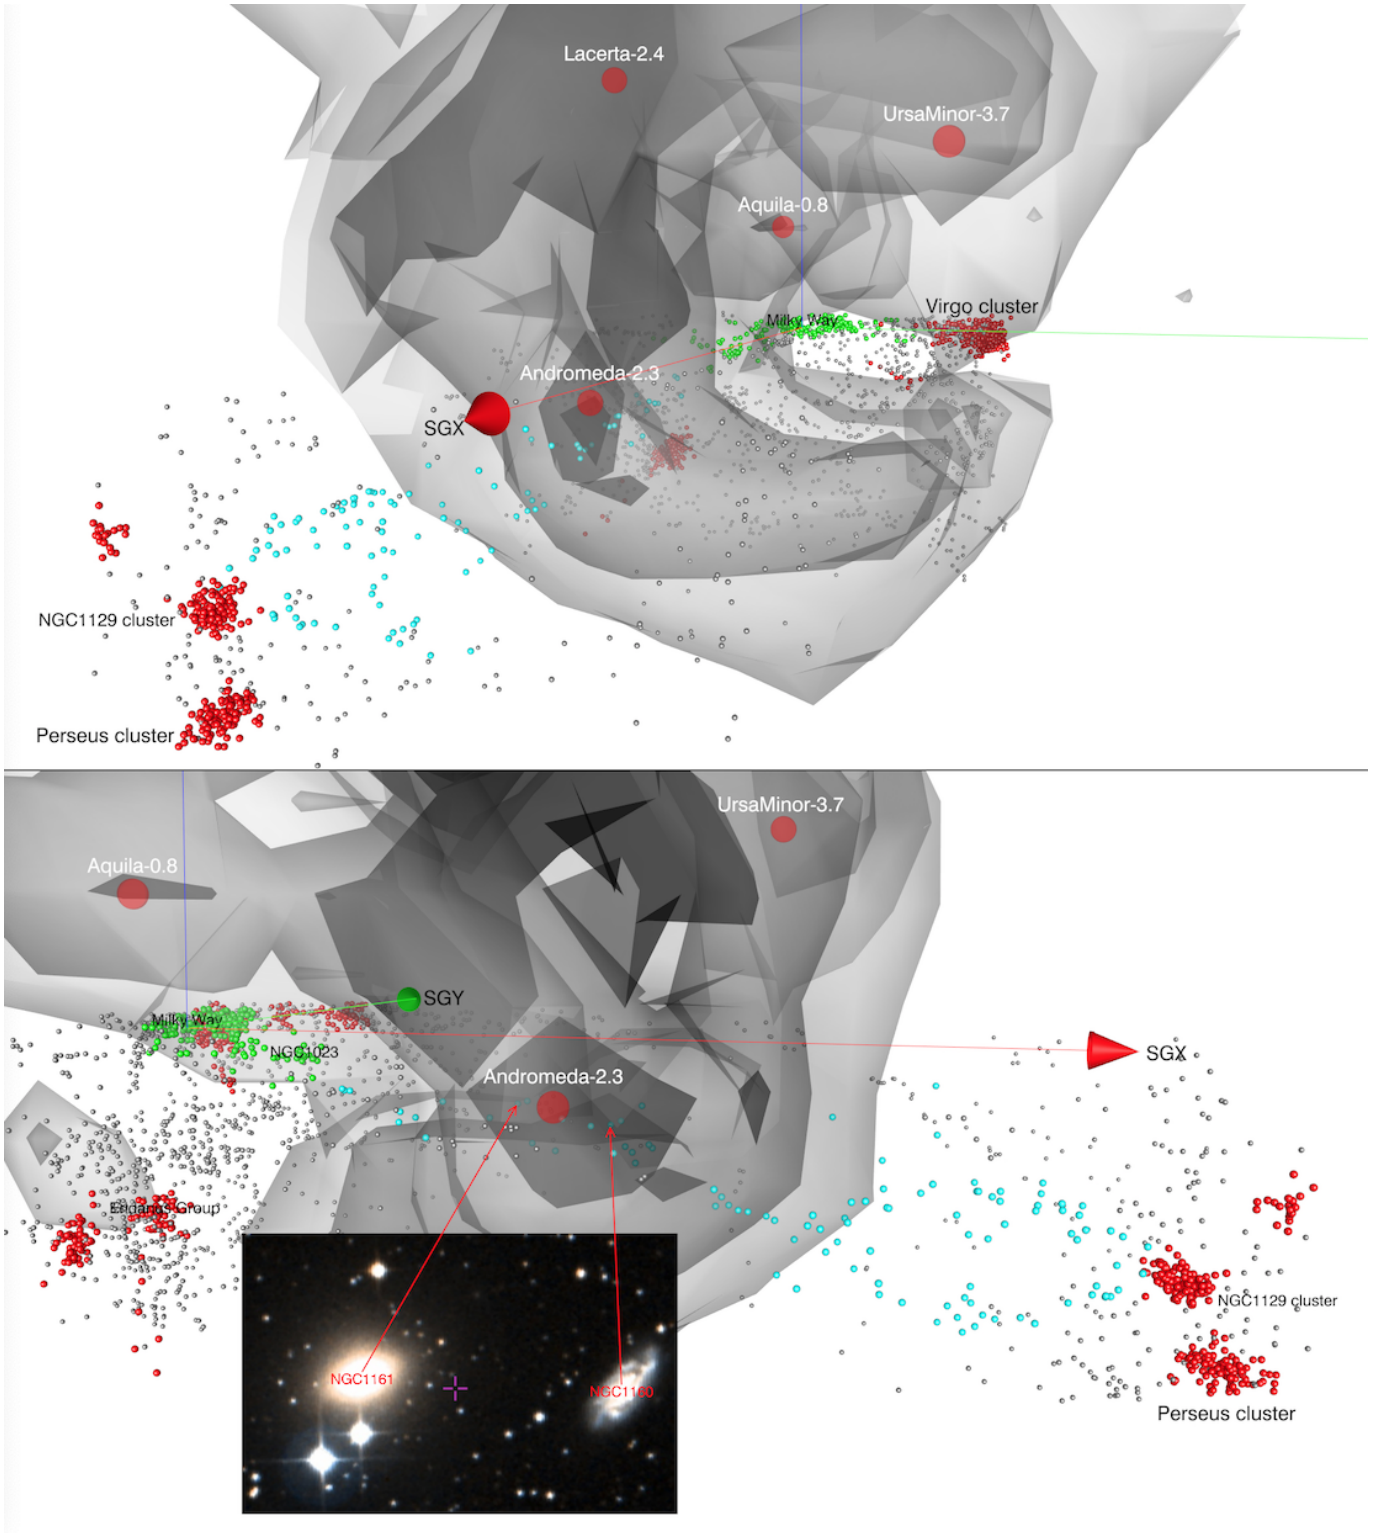 Lacerta-2.4
UrsaMinor-3.7
Aquila-0.8
Virgo cluster
Milky Way
Andromeda-2.3
SGX
NGC1129 cluster
Perseus cluster
UrsaMinor-3.7
Aquila-0.8
SGY
Milky Way
NGC1023
SGX
Andromeda-2.3
Eridanus Group
NGC1129 cluster
NGC1161
NGC1160
Perseus cluster